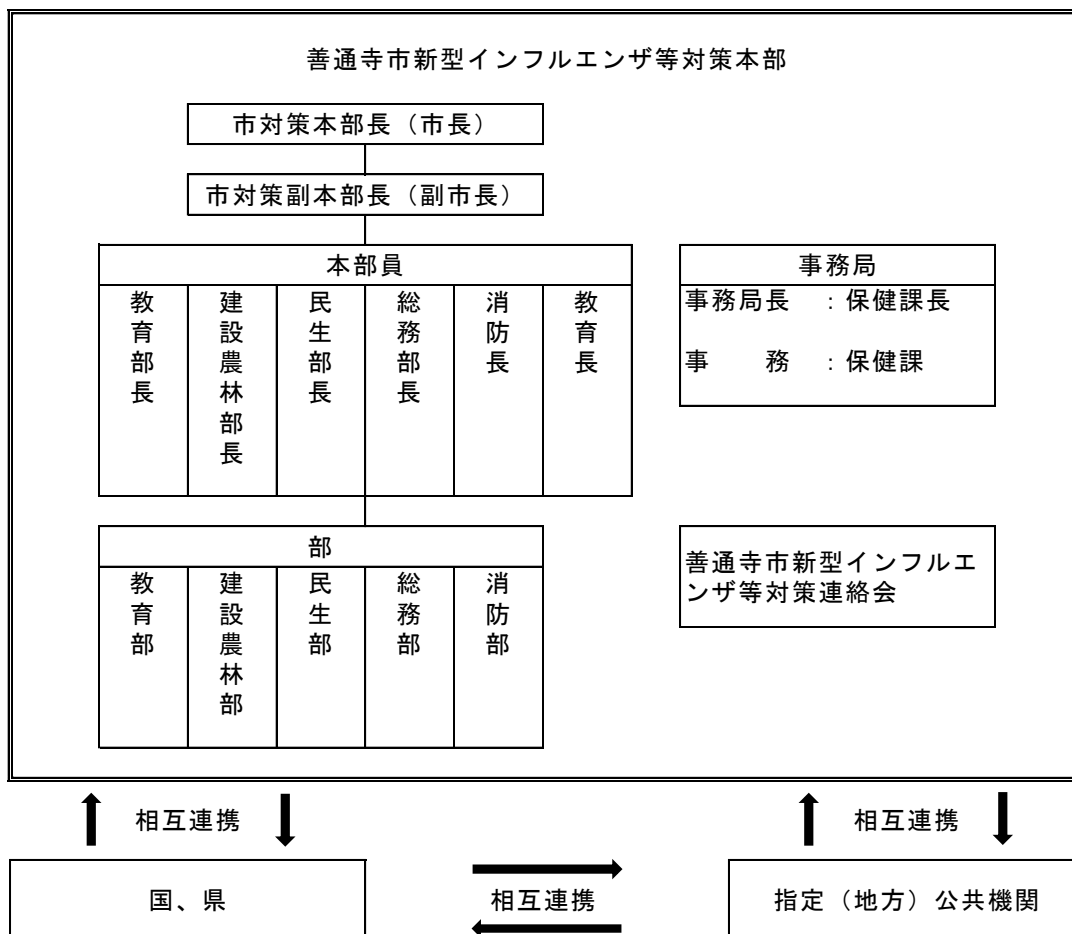 善通寺市新型インフルエンザ等対策本部
市対策本部長（市長）
市対策副本部長（副市長）
本部員
教育部長
建設農林部長
民生部長
総務部長
消防長
教育長
事務局
事務局長　：保健課長
事　　務　：保健課
部
教育部
建設農林部
民生部
総務部
消防部
善通寺市新型インフルエ
ンザ等対策連絡会
相互連携
相互連携
国、県
相互連携
指定（地方）公共機関